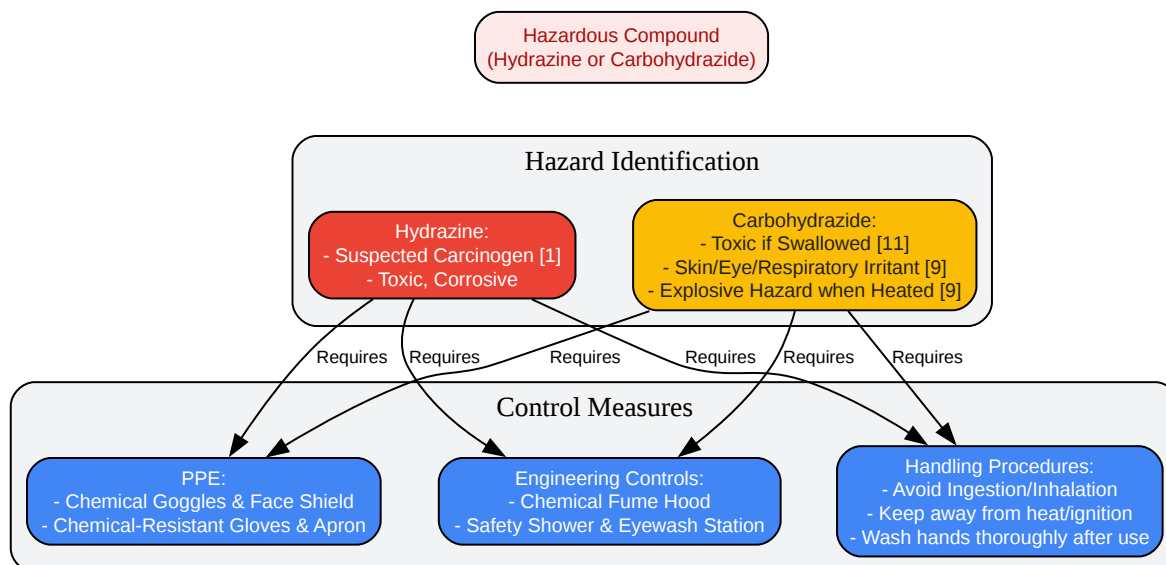 Hazardous Compound
(Hydrazine or Carbohydrazide)
Hazard Identification
Hydrazine:
- Suspected Carcinogen [1]
- Toxic, Corrosive
Carbohydrazide:
- Toxic if Swallowed [11]
- Skin/Eye/Respiratory Irritant [9]
- Explosive Hazard when Heated [9]
Requires
Requires
Requires
Requires
Requires
Requires
Control Measures
PPE:
- Chemical Goggles & Face Shield
- Chemical-Resistant Gloves & Apron
Engineering Controls:
- Chemical Fume Hood
- Safety Shower & Eyewash Station
Handling Procedures:
- Avoid Ingestion/Inhalation
- Keep away from heat/ignition
- Wash hands thoroughly after use